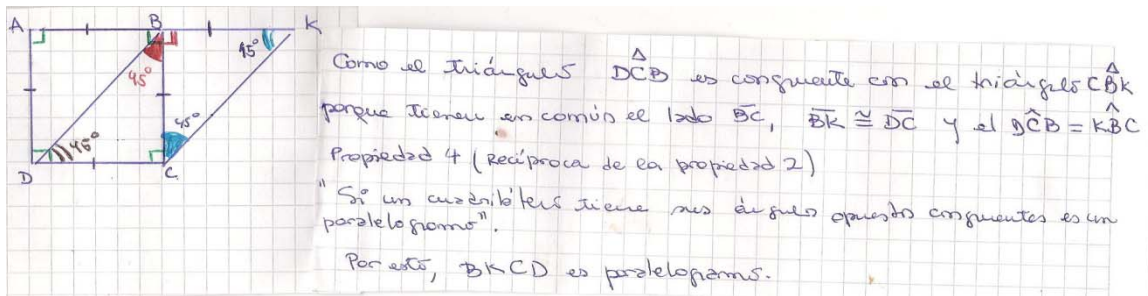 A B K
45°
45° 45°
45°
D C
Como el triángulo DĈB es congruente con el triángulo CB̂K
porque tienen en común el lado BC, BK ≅ DC y el DĈB = KB̂C
Propiedad 4 (Recíproca de la propiedad 2)
"Si un cuadrilátero tiene sus ángulos opuestos congruentes es un
paralelogramo".
Por esto, BKCD es paralelogramo.